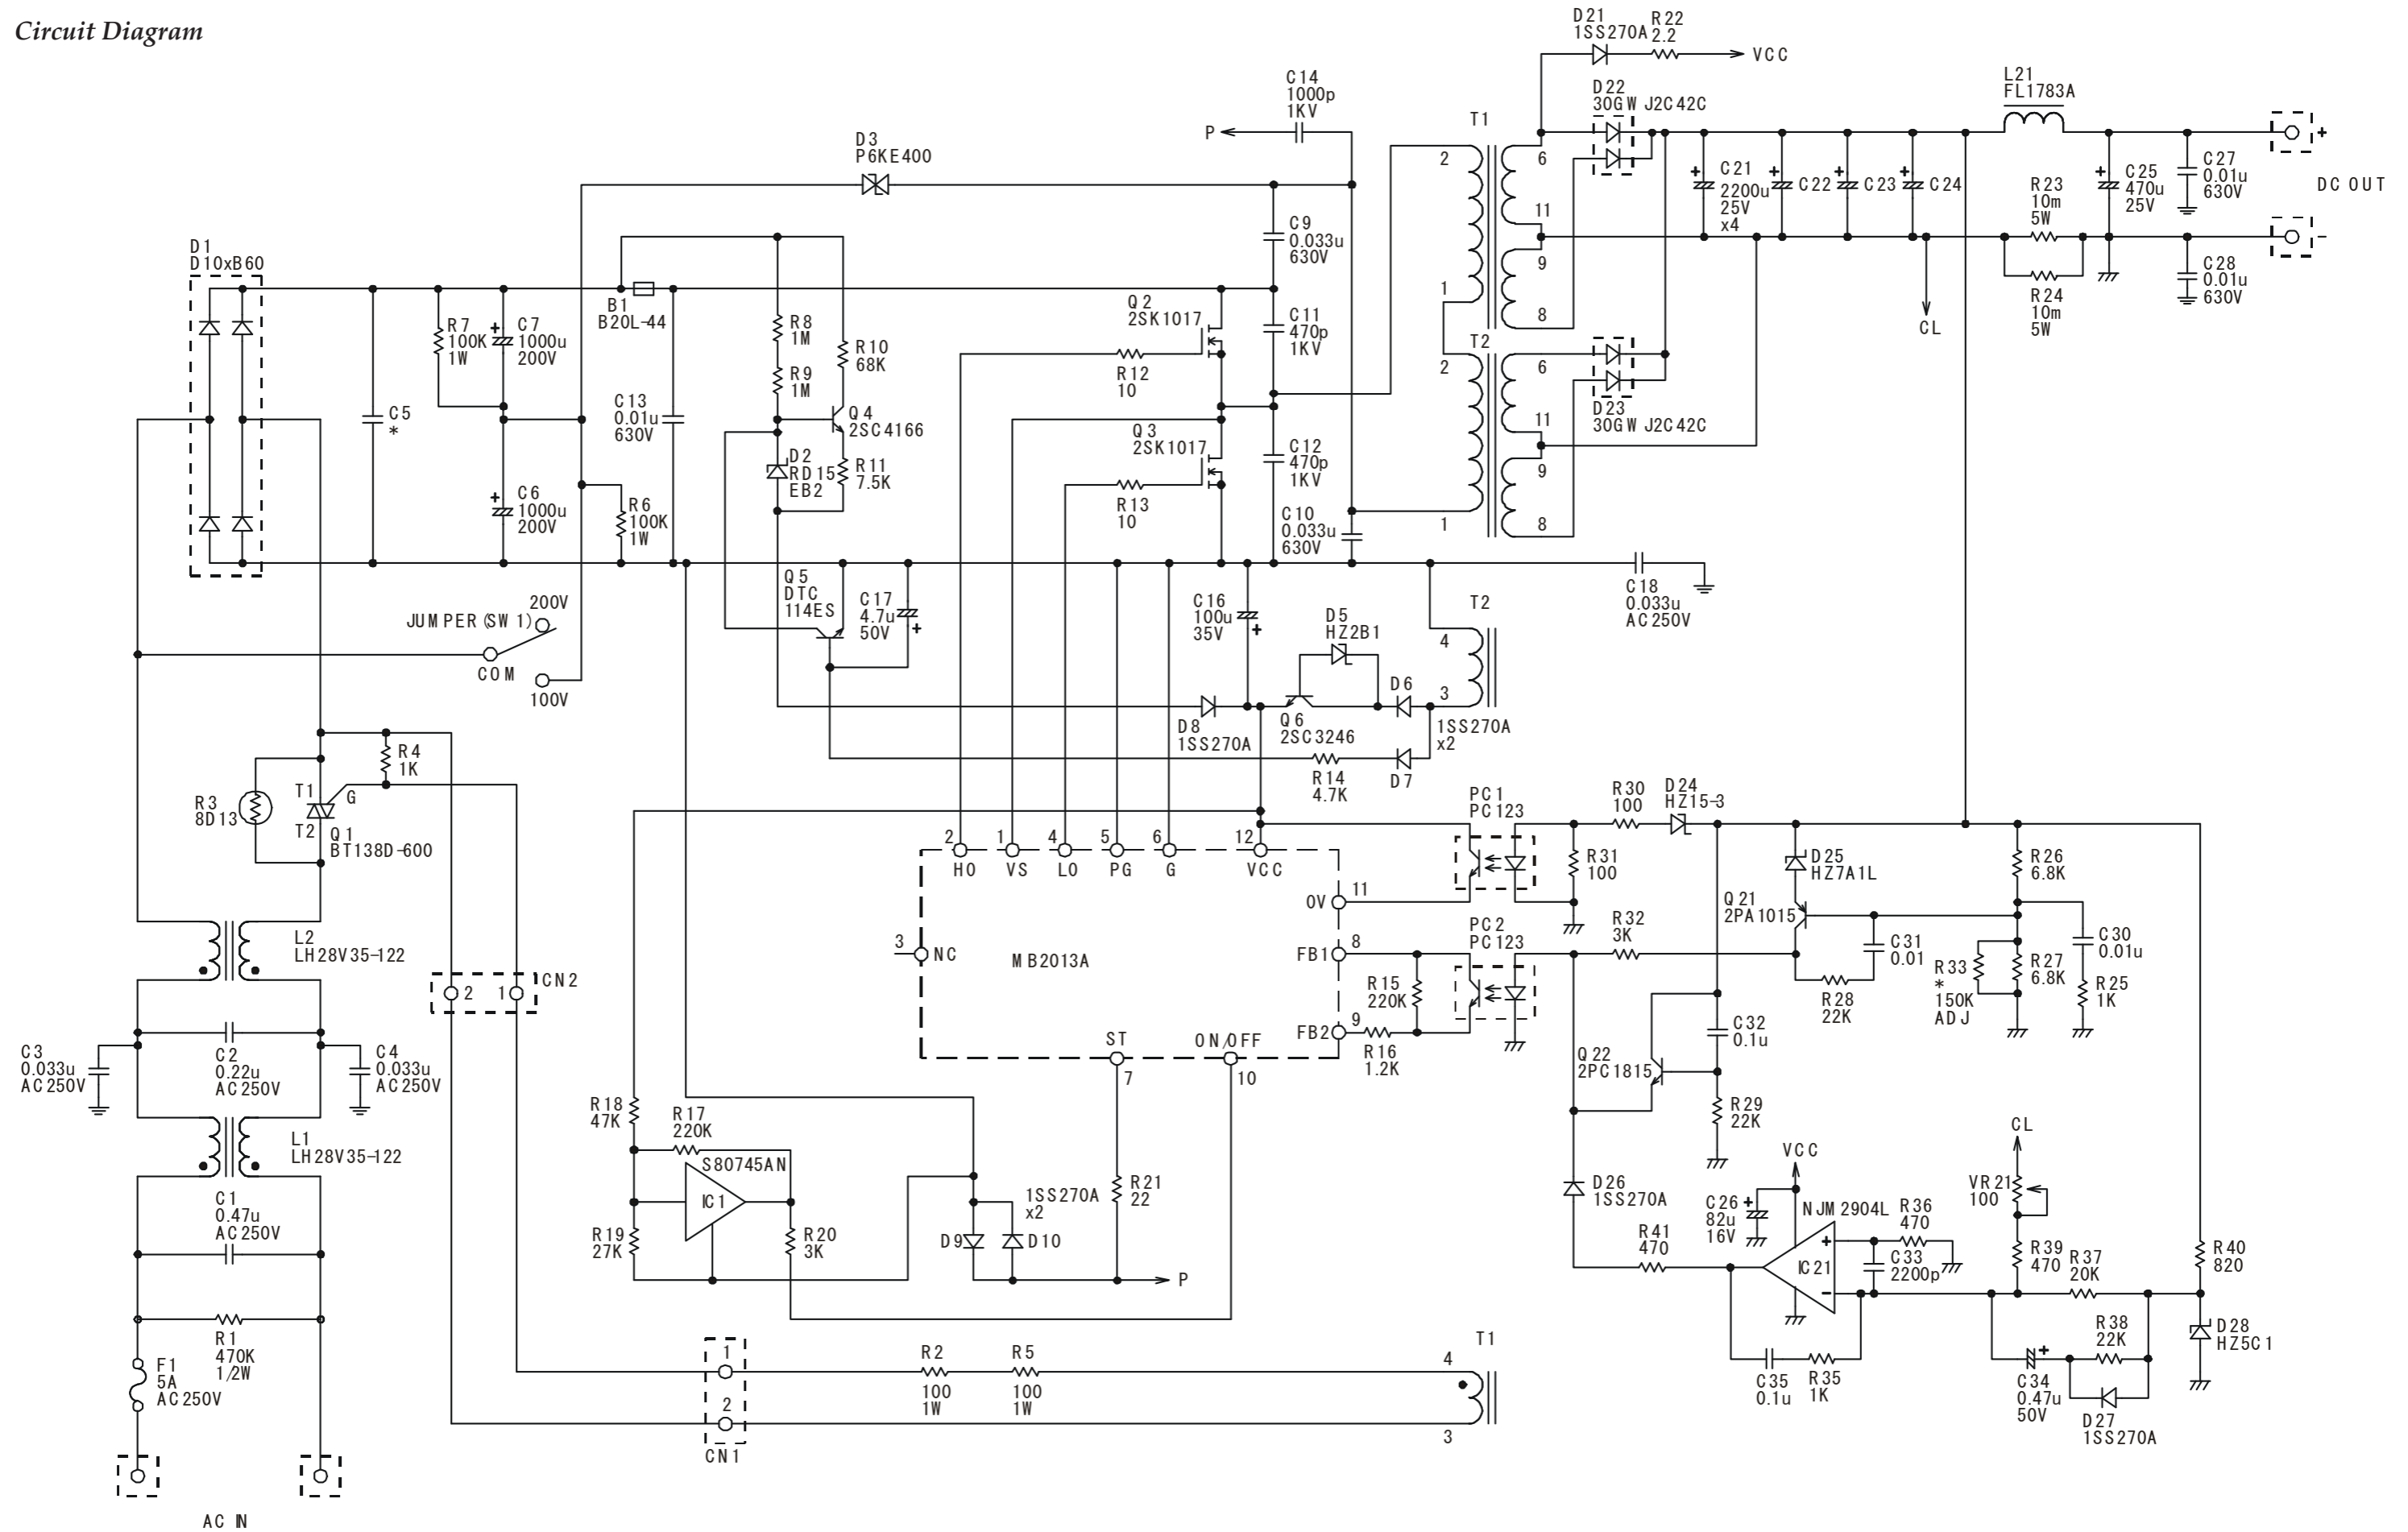 Circuit Diagram
D21
1SS270A
R22
2.2
VCC
C14
1000p
1KV
P
D22
30GWJ2C42C
L21
FL1783A
T1
+
D3
P6KE400
2
6
C21
2200u
25V
x4
C22
C23
C24
R23
10m
5W
C25
470u
25V
C27
0.01u
630V
DC OUT
11
C9
0.033u
630V
−
D1
D10xB60
9
C28
0.01u
630V
R24
10m
5W
1
8
B1
B20L-44
Q2
2SK1017
C11
470p
1KV
CL
R7
100K
1W
C7
1000u
200V
R8
1M
R10
68K
T2
2
6
R9
1M
R12
10
D23
30GWJ2C42C
C5
*
C13
0.01u
630V
Q4
2SC4166
11
Q3
2SK1017
C12
470p
1KV
D2
RD15
EB2
R11
7.5K
9
C6
1000u
200V
R6
100K
1W
R13
10
C10
0.033u
630V
1
8
Q5
DTC
114ES
C17
4.7u
50V
C16
100u
35V
D5
HZ2B1
T2
C18
0.033u
AC250V
200V
JUMPER(SW1)
COM
100V
4
3
D6
D8
1SS270A
Q6
2SC3246
1SS270A
x2
R14
4.7K
D7
R4
1K
R3
8D13
T1
G
T2
Q1
BT138D-600
PC1
PC123
R30
100
D24
HZ15-3
2
1
4
5
6
12
HO
VS
LO
PG
G
VCC
R31
100
D25
HZ7A1L
R26
6.8K
OV
11
Q21
2PA1015
L2
LH28V35-122
3
NC
MB2013A
FB1
8
PC2
PC123
R32
3K
C31
0.01
C30
0.01u
R33
*
150K
ADJ
R27
6.8K
R25
1K
CN2
2
1
R15
220K
R28
22K
FB2
9
R16
1.2K
C32
0.1u
Q22
2PC1815
C3
0.033u
AC250V
C2
0.22u
AC250V
C4
0.033u
AC250V
ST
ON/OFF
7
10
R18
47K
R17
220K
R29
22K
CL
L1
LH28V35-122
S80745AN
IC1
VCC
1SS270A
x2
R21
22
D26
1SS270A
VR21
100
C1
0.47u
AC250V
C26
82u
16V
NJM2904L
R36
470
R19
27K
R20
3K
D9
D10
R41
470
+
−
IC21
C33
2200p
R39
470
R37
20K
R40
820
P
R1
470K
1/2W
R38
22K
D28
HZ5C1
F1
5A
AC250V
1
R2
100
1W
R5
100
1W
T1
4
C35
0.1u
R35
1K
C34
0.47u
50V
D27
1SS270A
2
3
CN1
AC IN